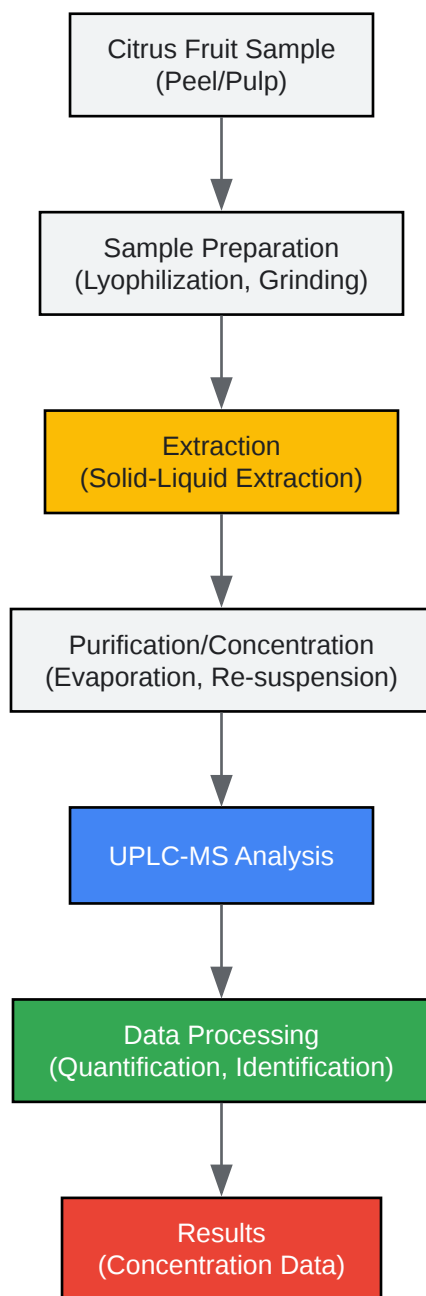 Citrus Fruit Sample
(Peel/Pulp)
Sample Preparation
(Lyophilization, Grinding)
Extraction
(Solid-Liquid Extraction)
Purification/Concentration
(Evaporation, Re-suspension)
UPLC-MS Analysis
Data Processing
(Quantification, Identification)
Results
(Concentration Data)